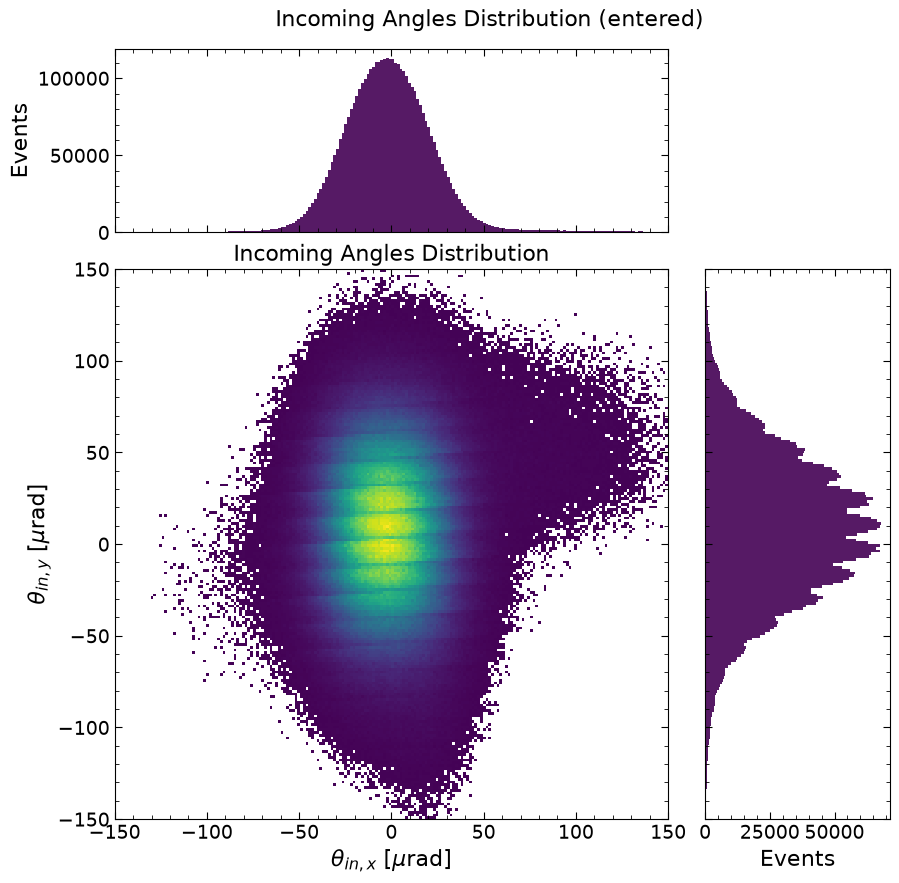 Incoming Angles Distribution (entered)
Events
100000
50000
0
Incoming Angles Distribution
θin,y [μrad]
150
100
50
0
−50
−100
−150
−150 −100 −50 0 50 100 150
θin,x [μrad]
0 25000 50000
Events